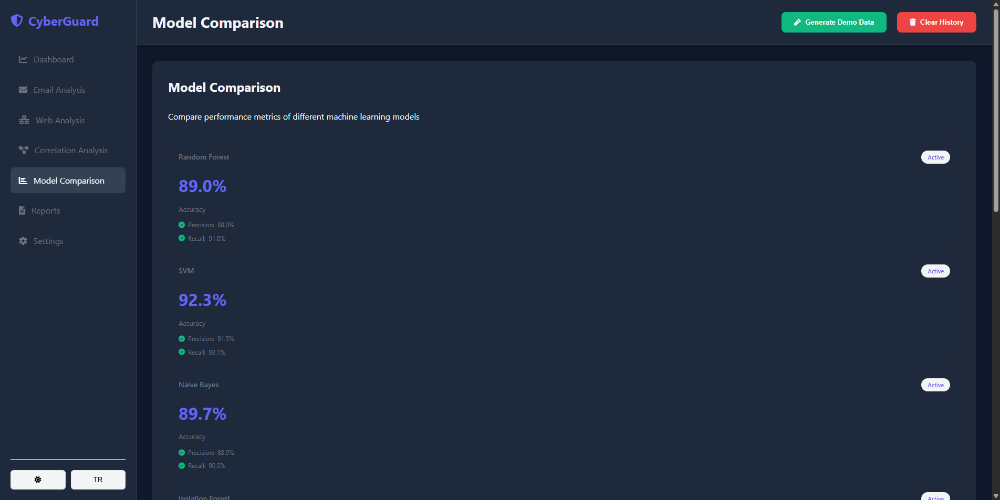 CyberGuard
Dashboard
Email Analysis
Web Analysis
Correlation Analysis
Model Comparison
Reports
Settings
TR
Model Comparison
Generate Demo Data
Clear History
Model Comparison
Compare performance metrics of different machine learning models
Random Forest
Active
89.0%
Accuracy
Precision: 88.0%
Recall: 91.0%
SVM
Active
92.3%
Accuracy
Precision: 91.5%
Recall: 93.1%
Naive Bayes
Active
89.7%
Accuracy
Precision: 88.9%
Recall: 90.5%
Isolation Forest
Active